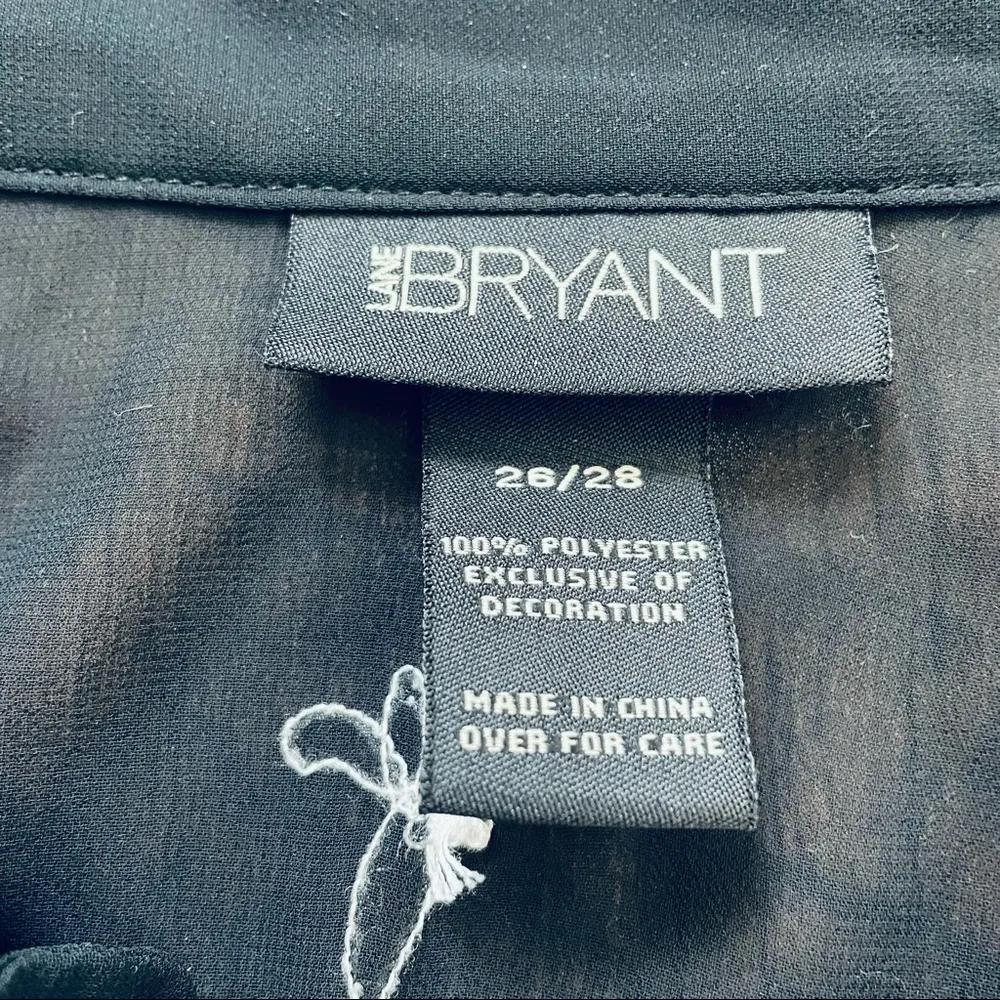 LANE BRYANT
26/28
100% POLYESTER
EXCLUSIVE OF
DECORATION
MADE IN CHINA
OVER FOR CARE